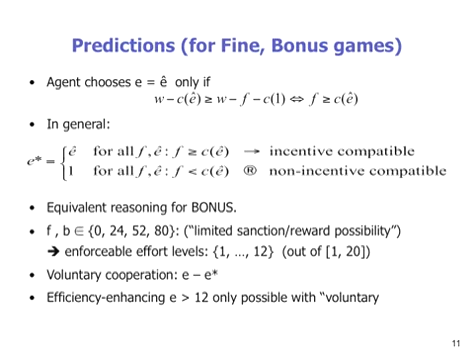 Predictions (for Fine, Bonus games)
• Agent chooses e = ê only if
w – c(ê) ≥ w – f – c(1) ⇔ f ≥ c(ê)
• In general:
e* = { ê for all f, ê : f ≥ c(ê) → incentive compatible
1 for all f, ê : f < c(ê) ® non-incentive compatible
• Equivalent reasoning for BONUS.
• f , b ∈ {0, 24, 52, 80}: (“limited sanction/reward possibility”)
➔ enforceable effort levels: {1, …, 12} (out of [1, 20])
• Voluntary cooperation: e – e*
• Efficiency-enhancing e > 12 only possible with “voluntary
11